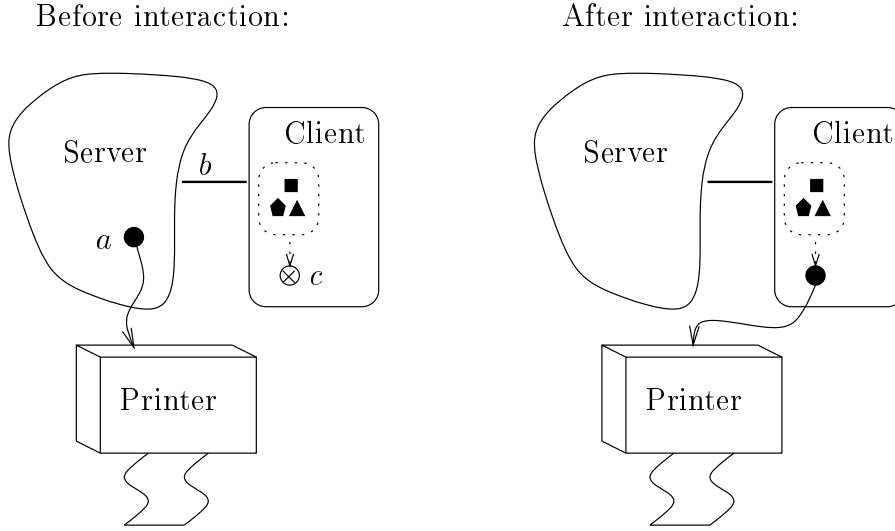 Before interaction:
After interaction:
Server
b
Client
a
c
Printer
Server
Client
Printer